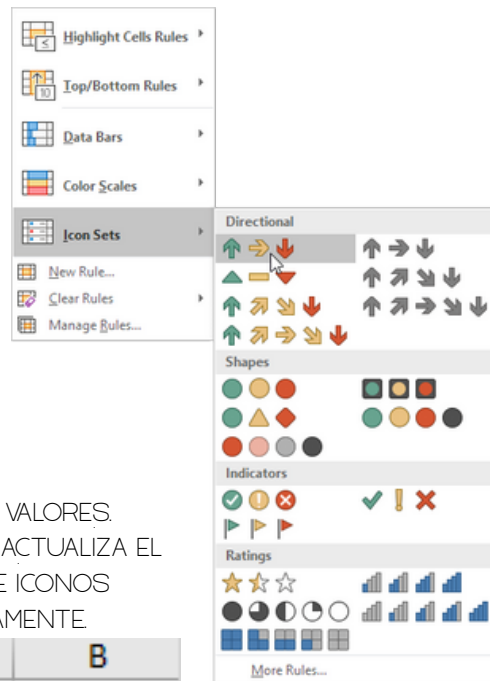 Highlight Cells Rules
≤
Top/Bottom Rules
10
Data Bars
Color Scales
Icon Sets
New Rule...
Clear Rules
Manage Rules...
Directional
Shapes
Indicators
Ratings
More Rules...
VALORES.
ACTUALIZA EL
E ICONOS
AMENTE.
B